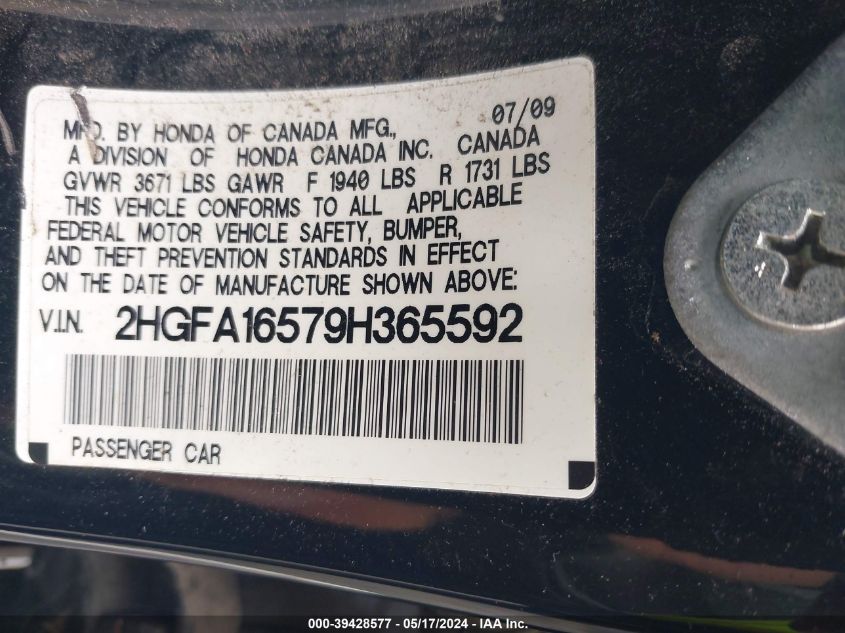 07/09
MFD. BY HONDA OF CANADA MFG.,
A DIVISION OF HONDA CANADA INC. CANADA
GVWR 3671 LBS GAWR F 1940 LBS R 1731 LBS
THIS VEHICLE CONFORMS TO ALL APPLICABLE
FEDERAL MOTOR VEHICLE SAFETY, BUMPER,
AND THEFT PREVENTION STANDARDS IN EFFECT
ON THE DATE OF MANUFACTURE SHOWN ABOVE:
V.I.N. 2HGFA16579H365592
PASSENGER CAR
000-39428577 - 05/17/2024 - IAA Inc.